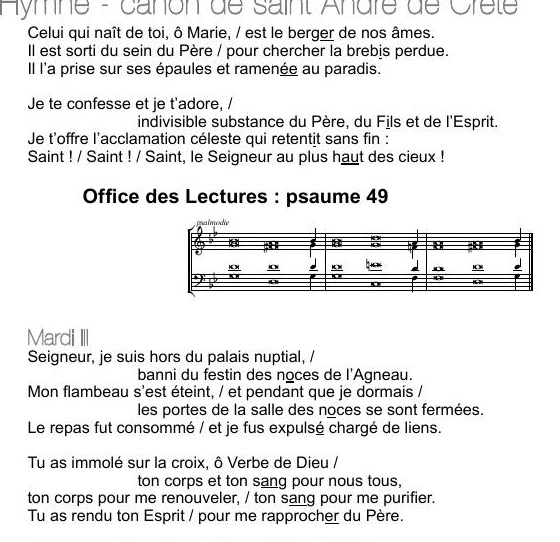 Hymne - canon de saint André de Crète
Celui qui naît de toi, ô Marie, / est le berger de nos âmes.
Il est sorti du sein du Père / pour chercher la brebis perdue.
Il l'a prise sur ses épaules et ramenée au paradis.
Je te confesse et je t'adore, /
indivisible substance du Père, du Fils et de l'Esprit.
Je t'offre l'acclamation céleste qui retentit sans fin :
Saint ! / Saint ! / Saint, le Seigneur au plus haut des cieux !
Office des Lectures : psaume 49
psalmodie
Mardi III
Seigneur, je suis hors du palais nuptial, /
banni du festin des noces de l'Agneau.
Mon flambeau s'est éteint, / et pendant que je dormais /
les portes de la salle des noces se sont fermées.
Le repas fut consommé / et je fus expulsé chargé de liens.
Tu as immolé sur la croix, ô Verbe de Dieu /
ton corps et ton sang pour nous tous,
ton corps pour me renouveler, / ton sang pour me purifier.
Tu as rendu ton Esprit / pour me rapprocher du Père.